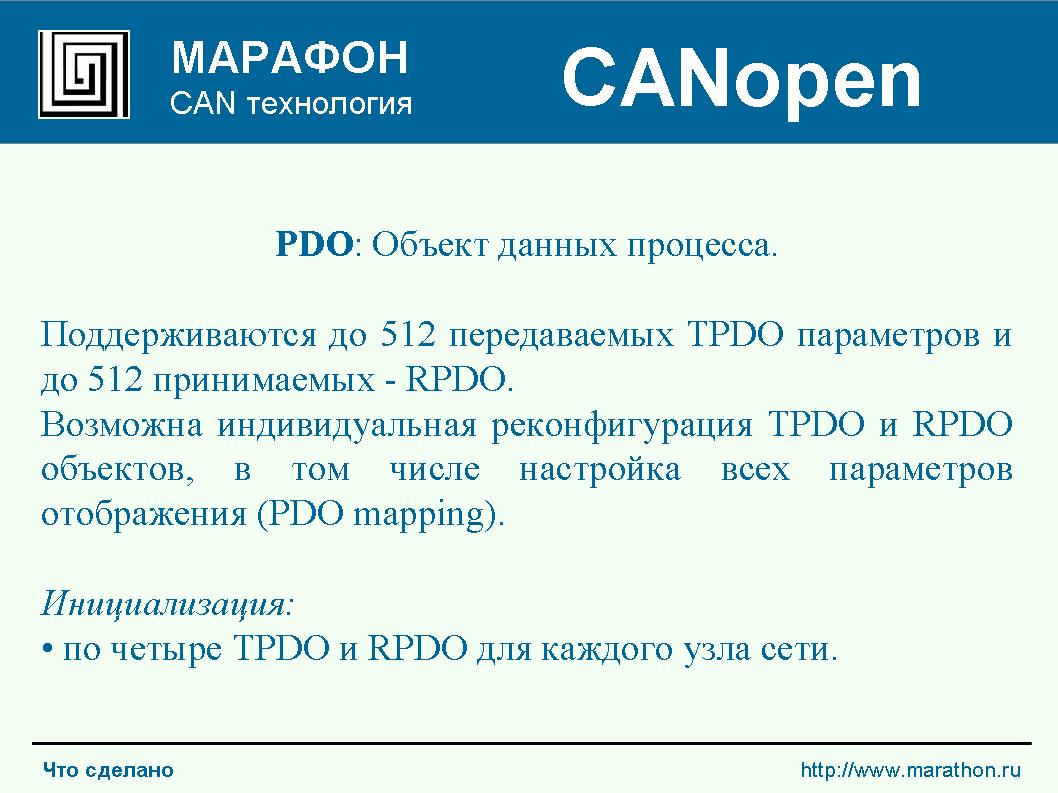 МАРАФОН
CAN технология
CANopen
PDO: Объект данных процесса.
Поддерживаются до 512 передаваемых TPDO параметров и
до 512 принимаемых - RPDO.
Возможна индивидуальная реконфигурация TPDO и RPDO
объектов, в том числе настройка всех параметров
отображения (PDO mapping).
Инициализация:
• по четыре TPDO и RPDO для каждого узла сети.
Что сделано
http://www.marathon.ru